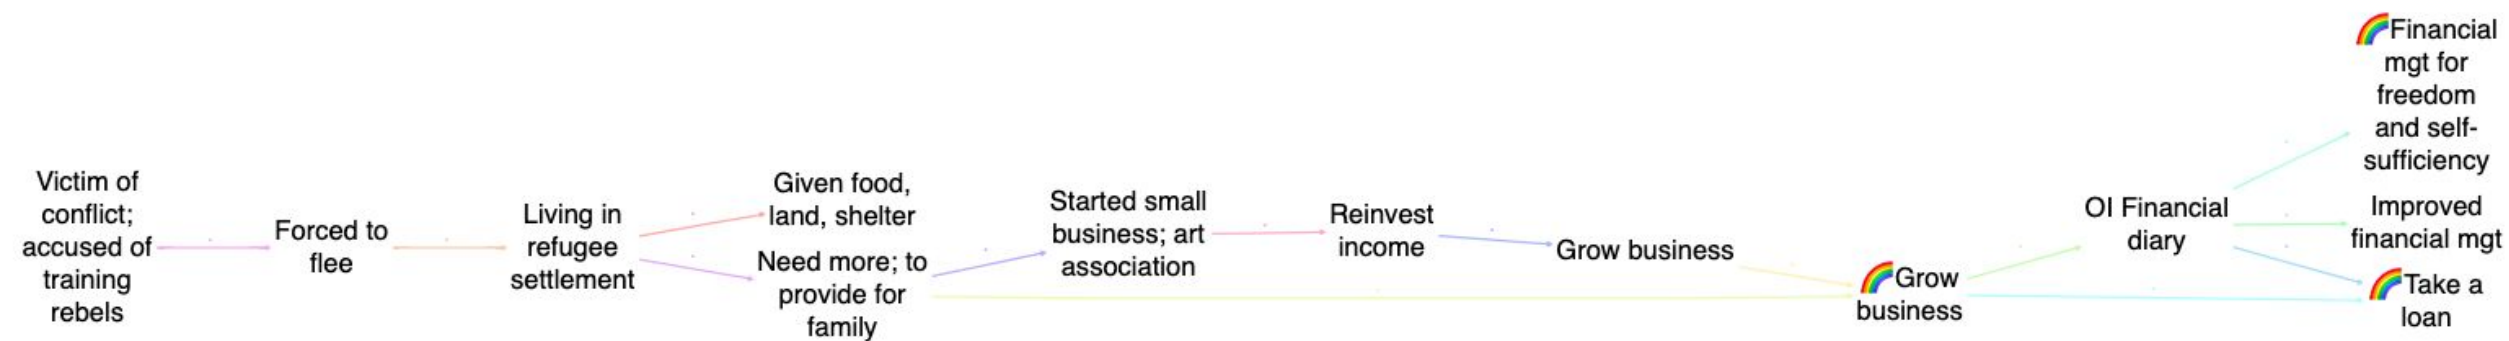 Victim of
conflict;
accused of
training
rebels
Forced to
flee
Living in
refugee
settlement
Given food,
land, shelter
Need more; to
provide for
family
Started small
business; art
association
Reinvest
income
Grow business
🌈Grow
business
OI Financial
diary
🌈Financial
mgt for
freedom
and self-
sufficiency
Improved
financial mgt
🌈Take a
loan